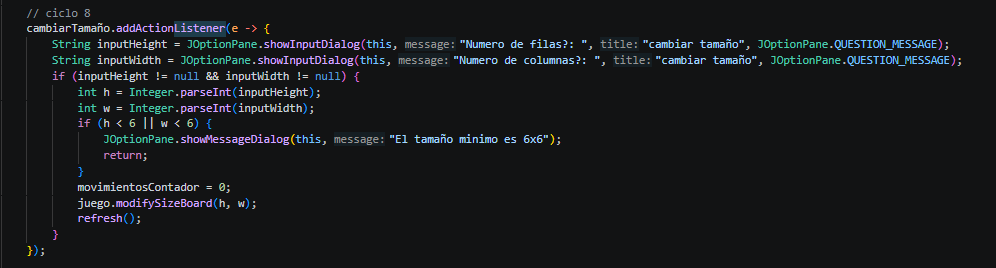 // ciclo 8
cambiarTamaño.addActionListener(e -> {
String inputHeight = JOptionPane.showInputDialog(this, message:"Numero de filas?: ", title:"cambiar tamaño", JOptionPane.QUESTION_MESSAGE);
String inputWidth = JOptionPane.showInputDialog(this, message:"Numero de columnas?: ", title:"cambiar tamaño", JOptionPane.QUESTION_MESSAGE);
if (inputHeight != null && inputWidth != null) {
int h = Integer.parseInt(inputHeight);
int w = Integer.parseInt(inputWidth);
if (h < 6 || w < 6) {
JOptionPane.showMessageDialog(this, message:"El tamaño minimo es 6x6");
return;
}
movimientosContador = 0;
juego.modifySizeBoard(h, w);
refresh();
}
});